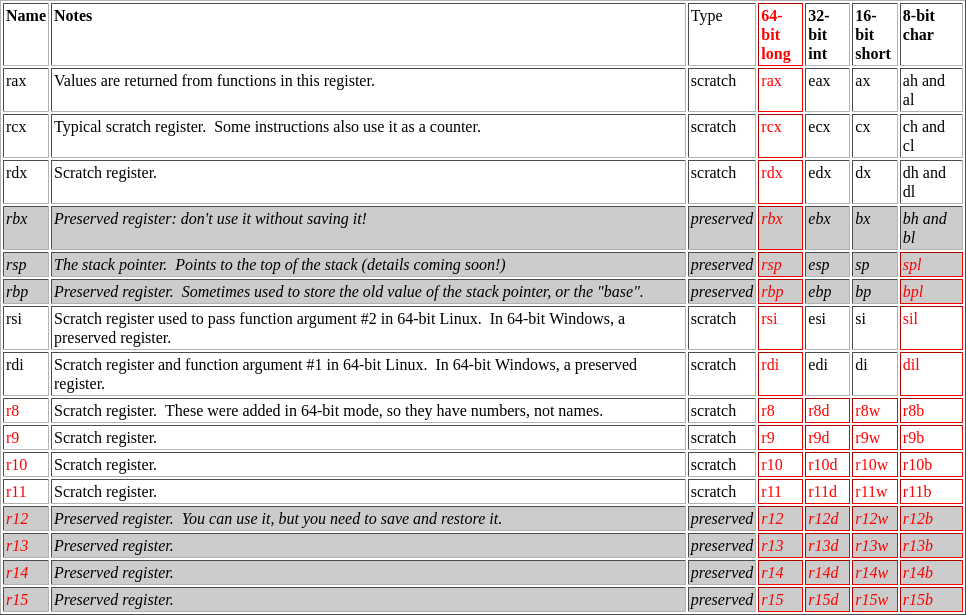 Name Notes Type 64-bit long 32-bit int 16-bit short 8-bit char
rax Values are returned from functions in this register. scratch rax eax ax ah and al
rcx Typical scratch register.  Some instructions also use it as a counter. scratch rcx ecx cx ch and cl
rdx Scratch register. scratch rdx edx dx dh and dl
rbx Preserved register: don't use it without saving it! preserved rbx ebx bx bh and bl
rsp The stack pointer.  Points to the top of the stack (details coming soon!) preserved rsp esp sp spl
rbp Preserved register.  Sometimes used to store the old value of the stack pointer, or the "base". preserved rbp ebp bp bpl
rsi Scratch register used to pass function argument #2 in 64-bit Linux.  In 64-bit Windows, a preserved register. scratch rsi esi si sil
rdi Scratch register and function argument #1 in 64-bit Linux.  In 64-bit Windows, a preserved register. scratch rdi edi di dil
r8 Scratch register.  These were added in 64-bit mode, so they have numbers, not names. scratch r8 r8d r8w r8b
r9 Scratch register. scratch r9 r9d r9w r9b
r10 Scratch register. scratch r10 r10d r10w r10b
r11 Scratch register. scratch r11 r11d r11w r11b
r12 Preserved register.  You can use it, but you need to save and restore it. preserved r12 r12d r12w r12b
r13 Preserved register. preserved r13 r13d r13w r13b
r14 Preserved register. preserved r14 r14d r14w r14b
r15 Preserved register. preserved r15 r15d r15w r15b